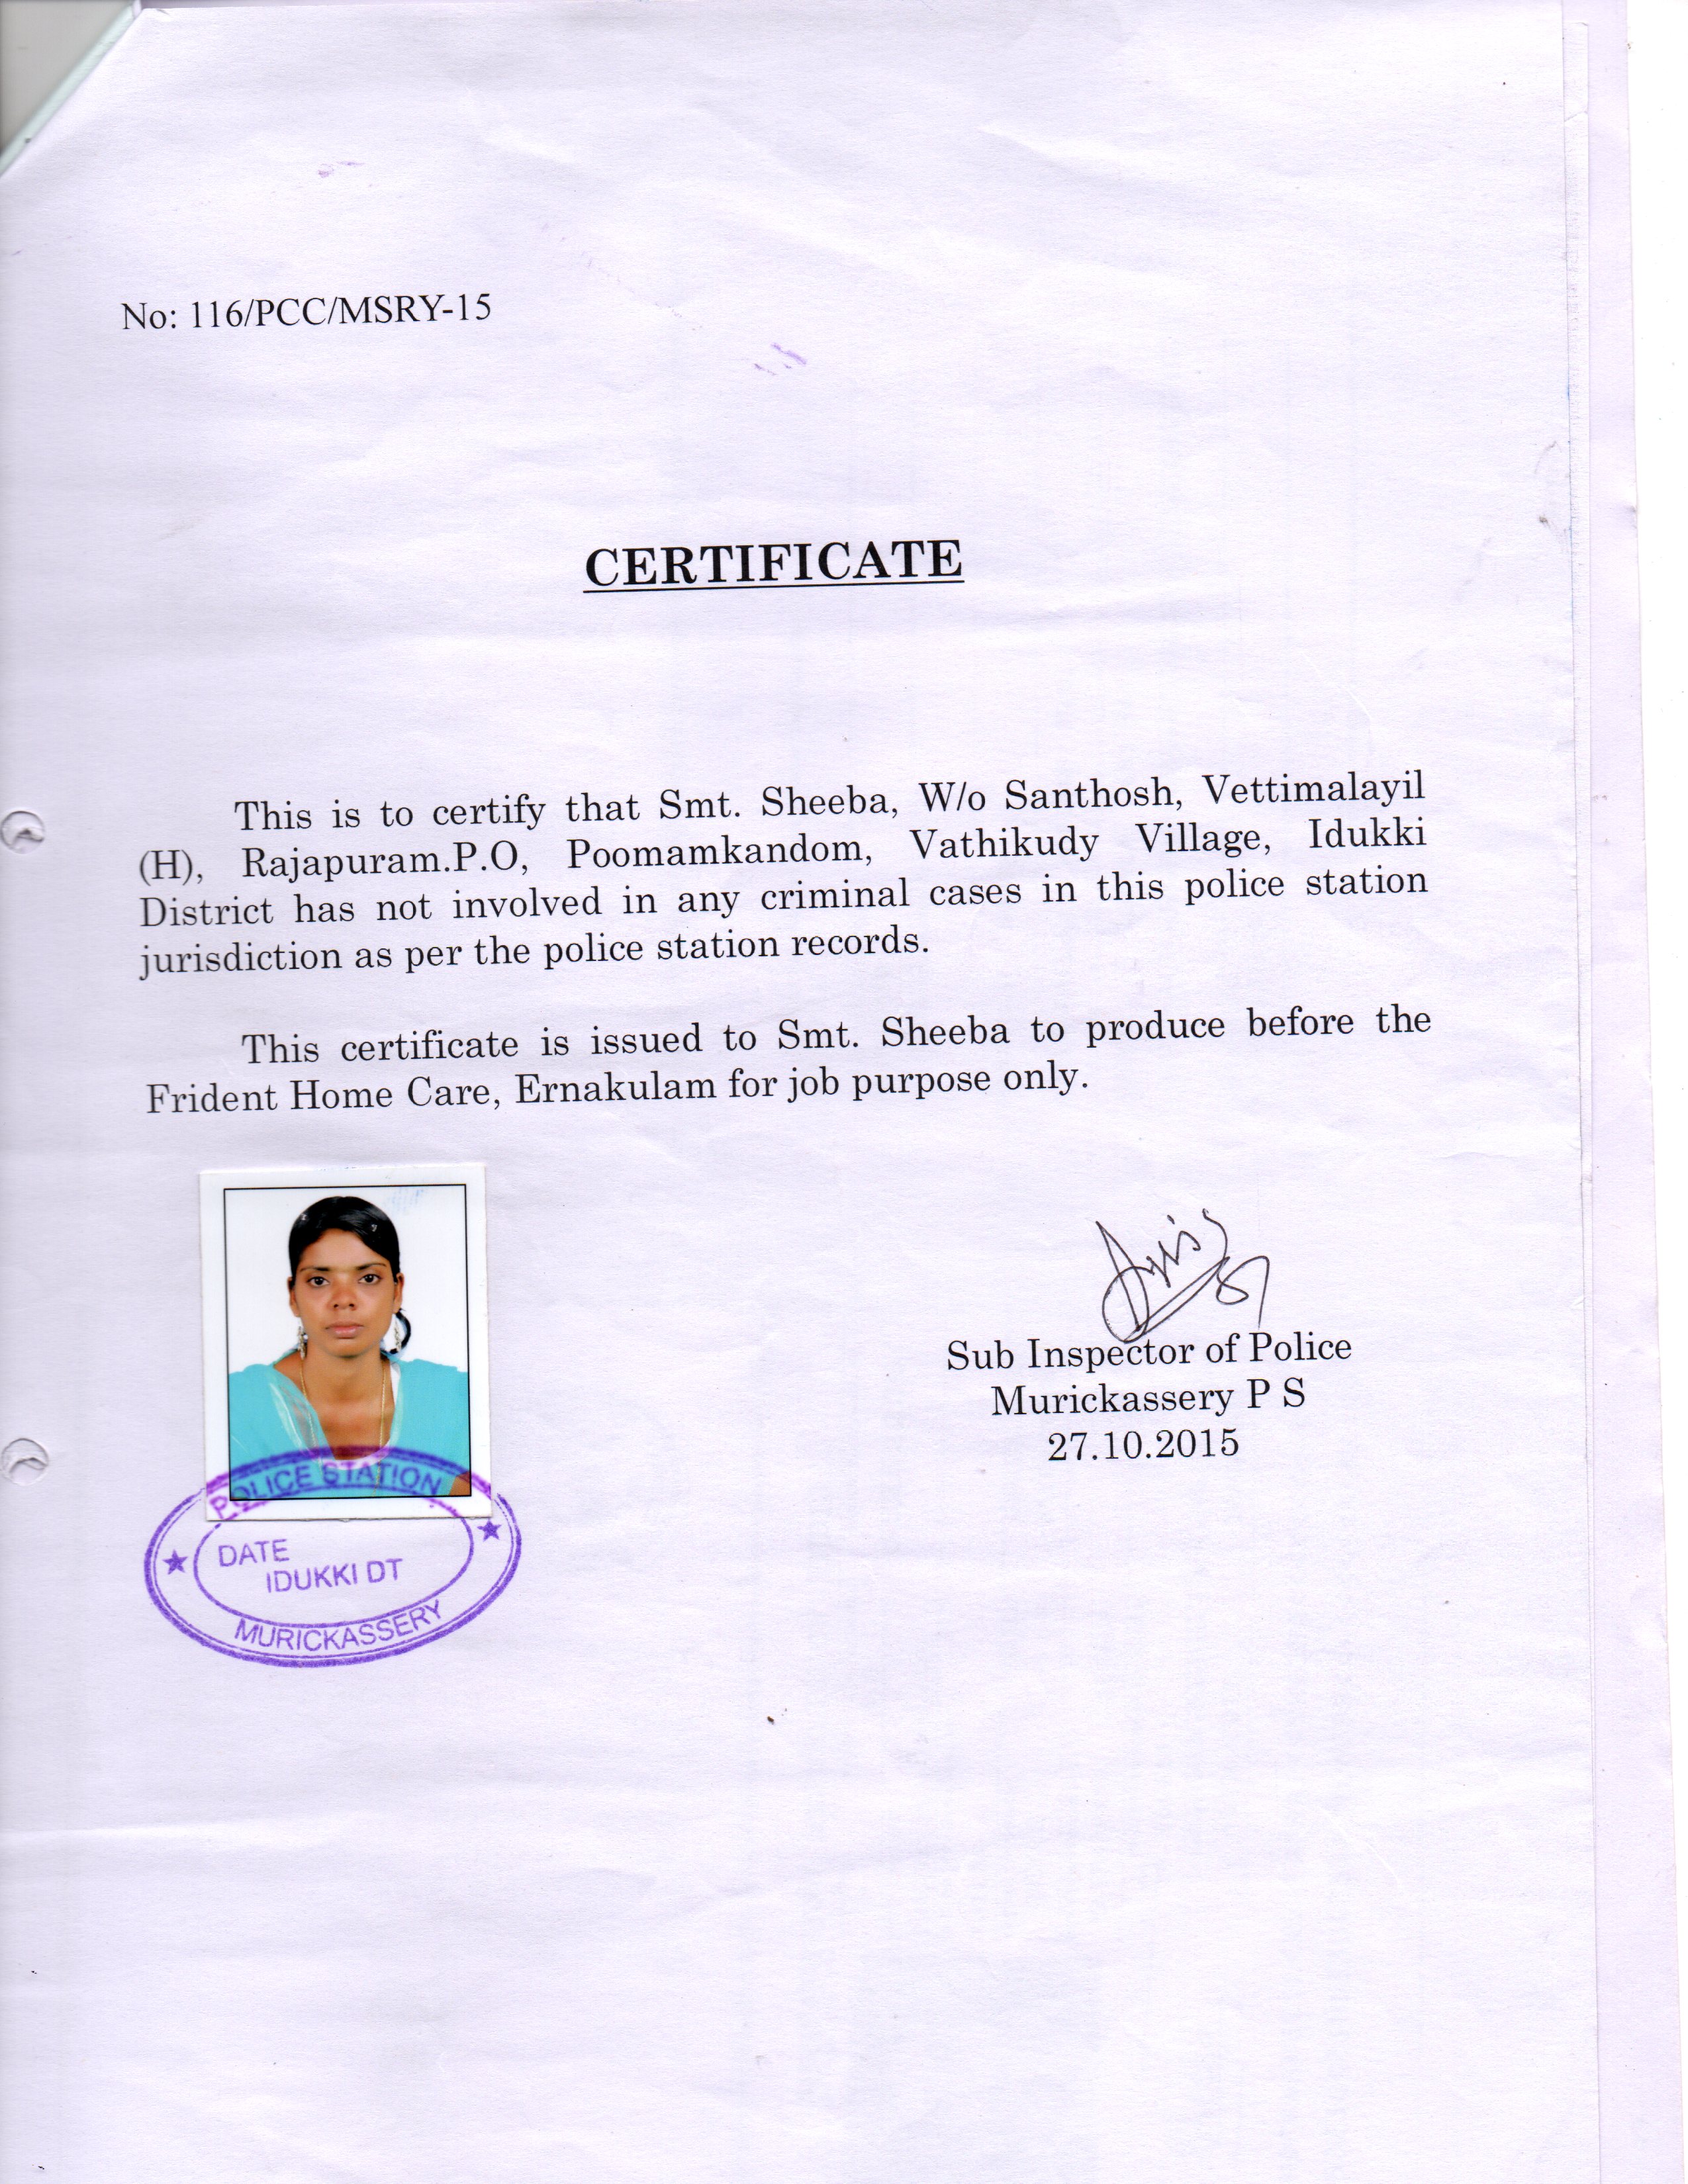 No: 116/PCC/MSRY-15
CERTIFICATE
This is to certify that Smt. Sheeba, W/o Santhosh, Vettimalayil
(H), Rajapuram.P.O, Poomamkandom, Vathikudy Village, Idukki
District has not involved in any criminal cases in this police station
jurisdiction as per the police station records.
This certificate is issued to Smt. Sheeba to produce before the
Frident Home Care, Ernakulam for job purpose only.
Sub Inspector of Police
Murickassery P S
27.10.2015
POLICE STATION
DATE
IDUKKI DT
MURICKASSERY